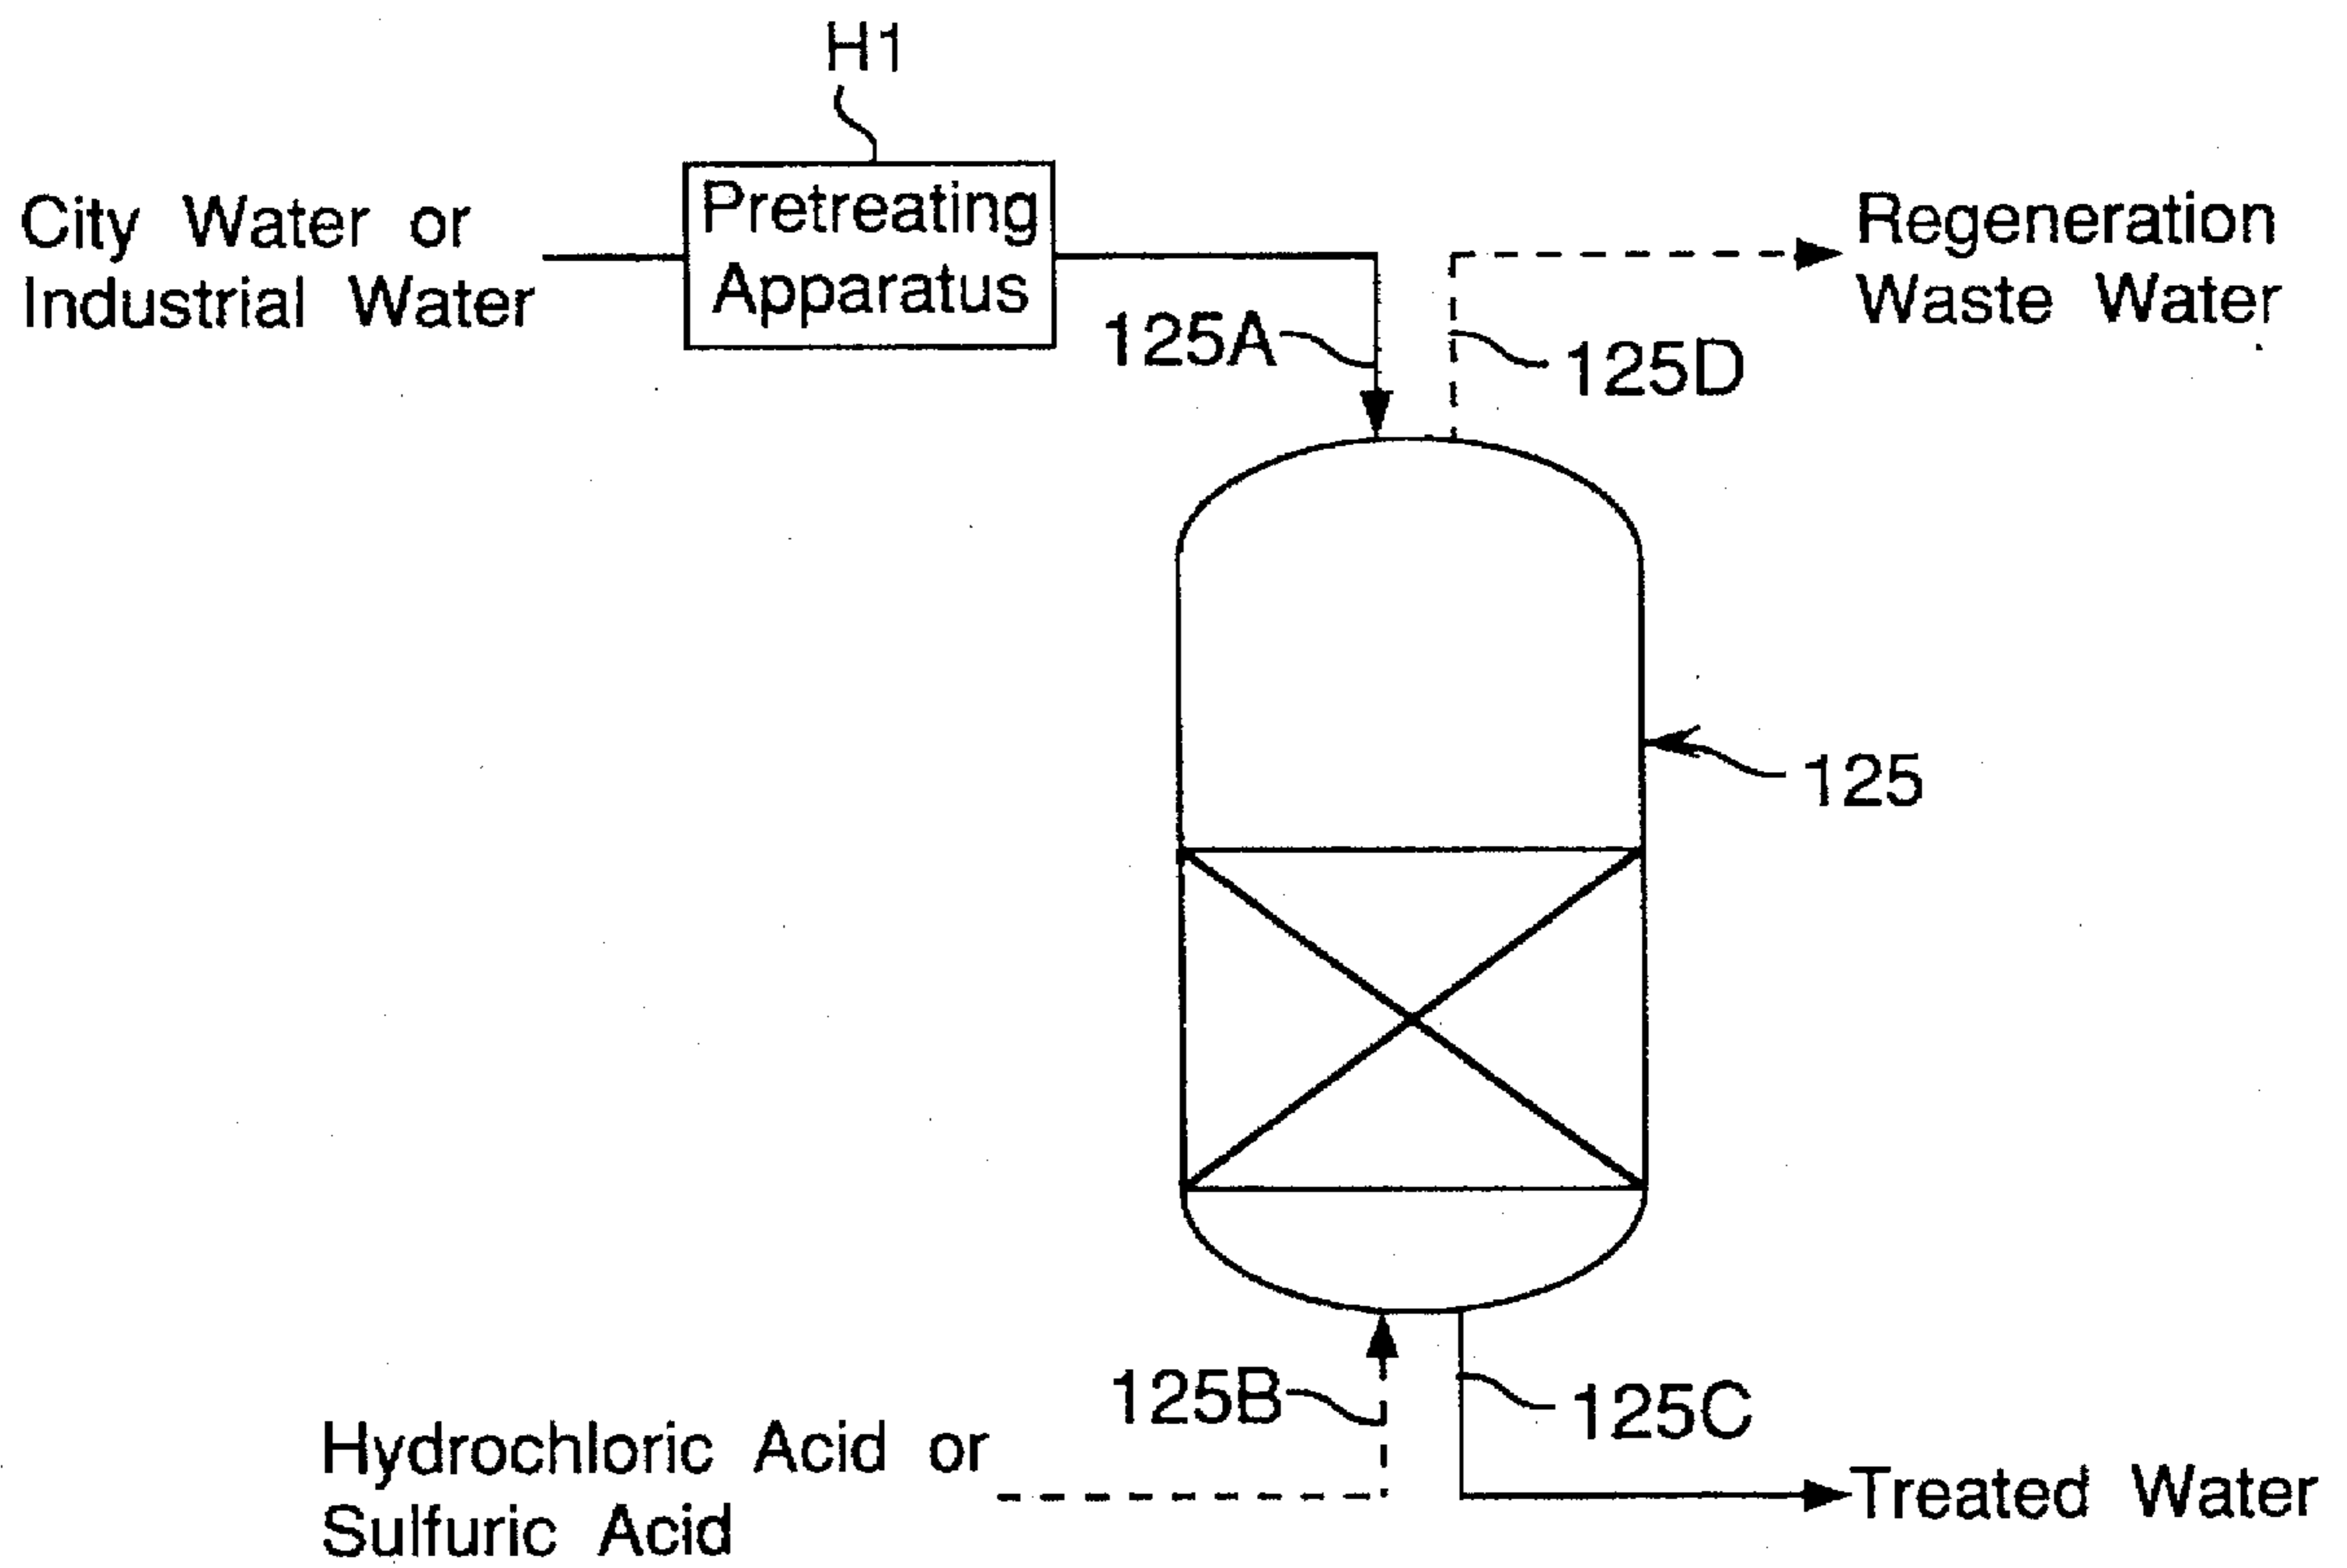 H1
City Water or
Industrial Water
Pretreating
Apparatus
Regeneration
Waste Water
125A
125D
125
125B
125C
Hydrochloric Acid or
Sulfuric Acid
Treated Water